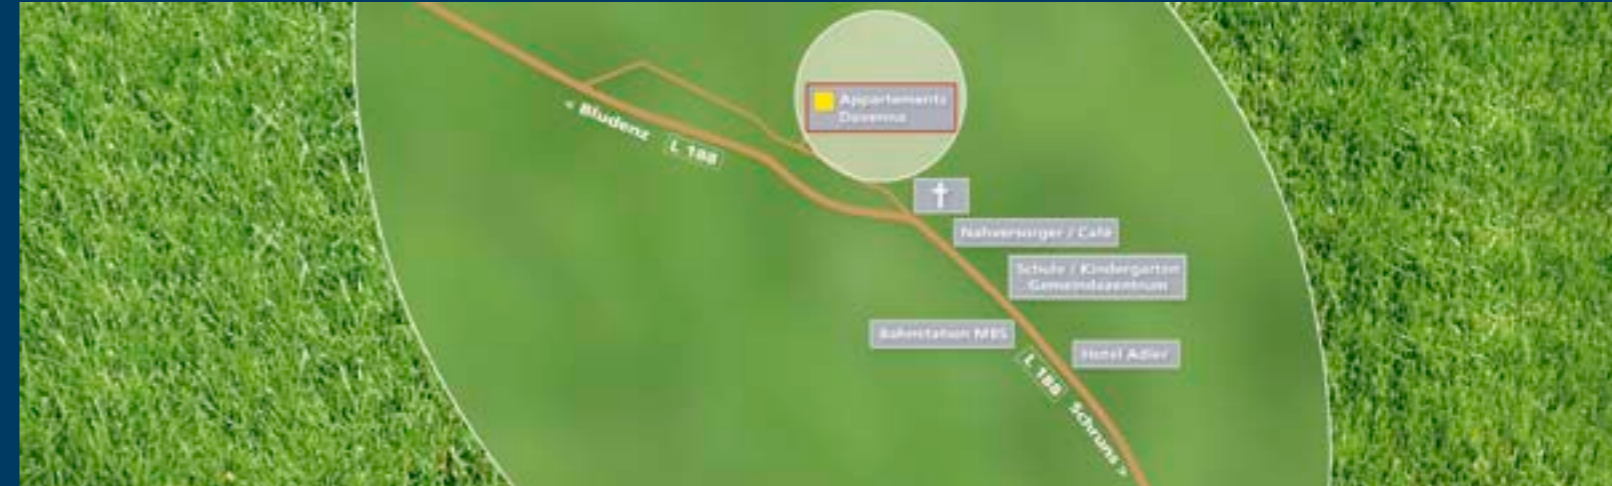 Appartements
Davenna
< Bludenz
L 188
Nahversorger / Café
Schule / Kindergarten
Gemeindezentrum
Bahnstation MBS
Hotel Adler
L 188
Schruns >